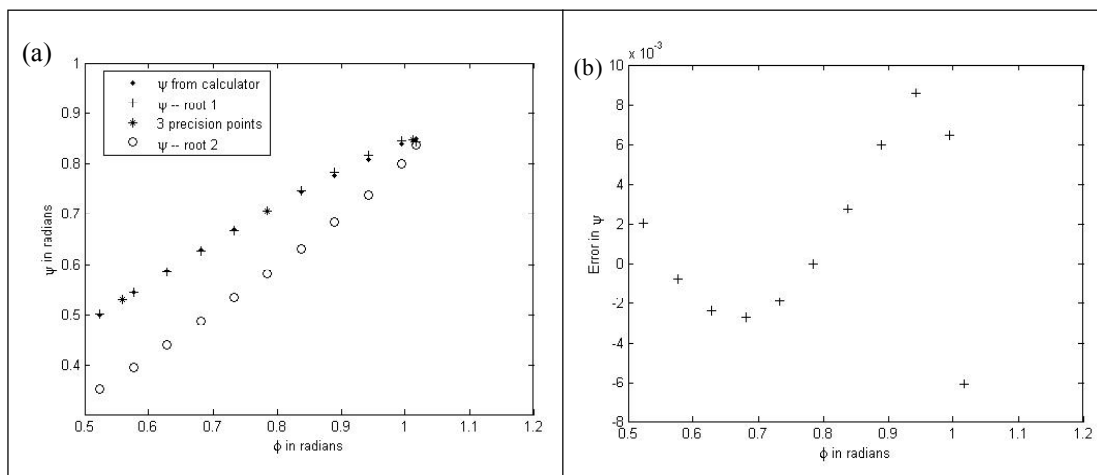 (a)
1
0.9
0.8
0.7
0.6
0.5
0.4
ψ in radians
ψ from calculator
ψ -- root 1
3 precision points
ψ -- root 2
0.5 0.6 0.7 0.8 0.9 1 1.1 1.2
ϕ in radians
(b)
x 10⁻³
10
8
6
4
2
0
-2
-4
-6
-8
Error in ψ
0.5 0.6 0.7 0.8 0.9 1 1.1 1.2
ϕ in radians